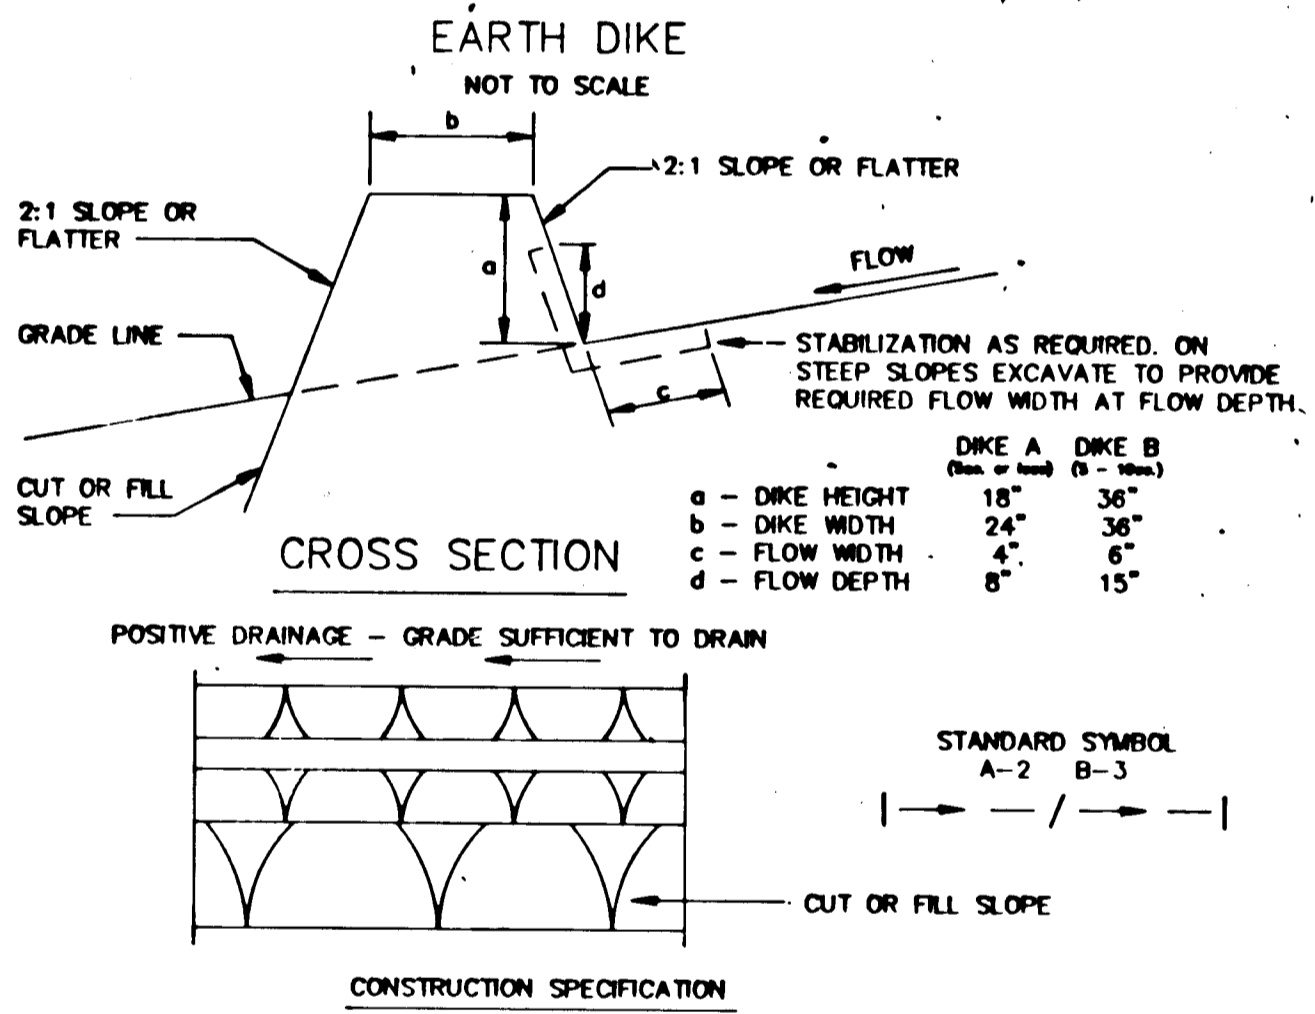 EARTH DIKE
NOT TO SCALE
b
2:1 SLOPE OR FLATTER
2:1 SLOPE OR
FLATTER
a
d
FLOW
GRADE LINE
STABILIZATION AS REQUIRED. ON
STEEP SLOPES EXCAVATE TO PROVIDE
REQUIRED FLOW WIDTH AT FLOW DEPTH.
c
CUT OR FILL
SLOPE
DIKE A DIKE B
(5 - 10ac.)
a - DIKE HEIGHT 18" 36"
b - DIKE WIDTH 24" 36"
c - FLOW WIDTH 4" 6"
d - FLOW DEPTH 8" 15"
CROSS SECTION
POSITIVE DRAINAGE - GRADE SUFFICIENT TO DRAIN
STANDARD SYMBOL
A-2 B-3
CUT OR FILL SLOPE
CONSTRUCTION SPECIFICATION